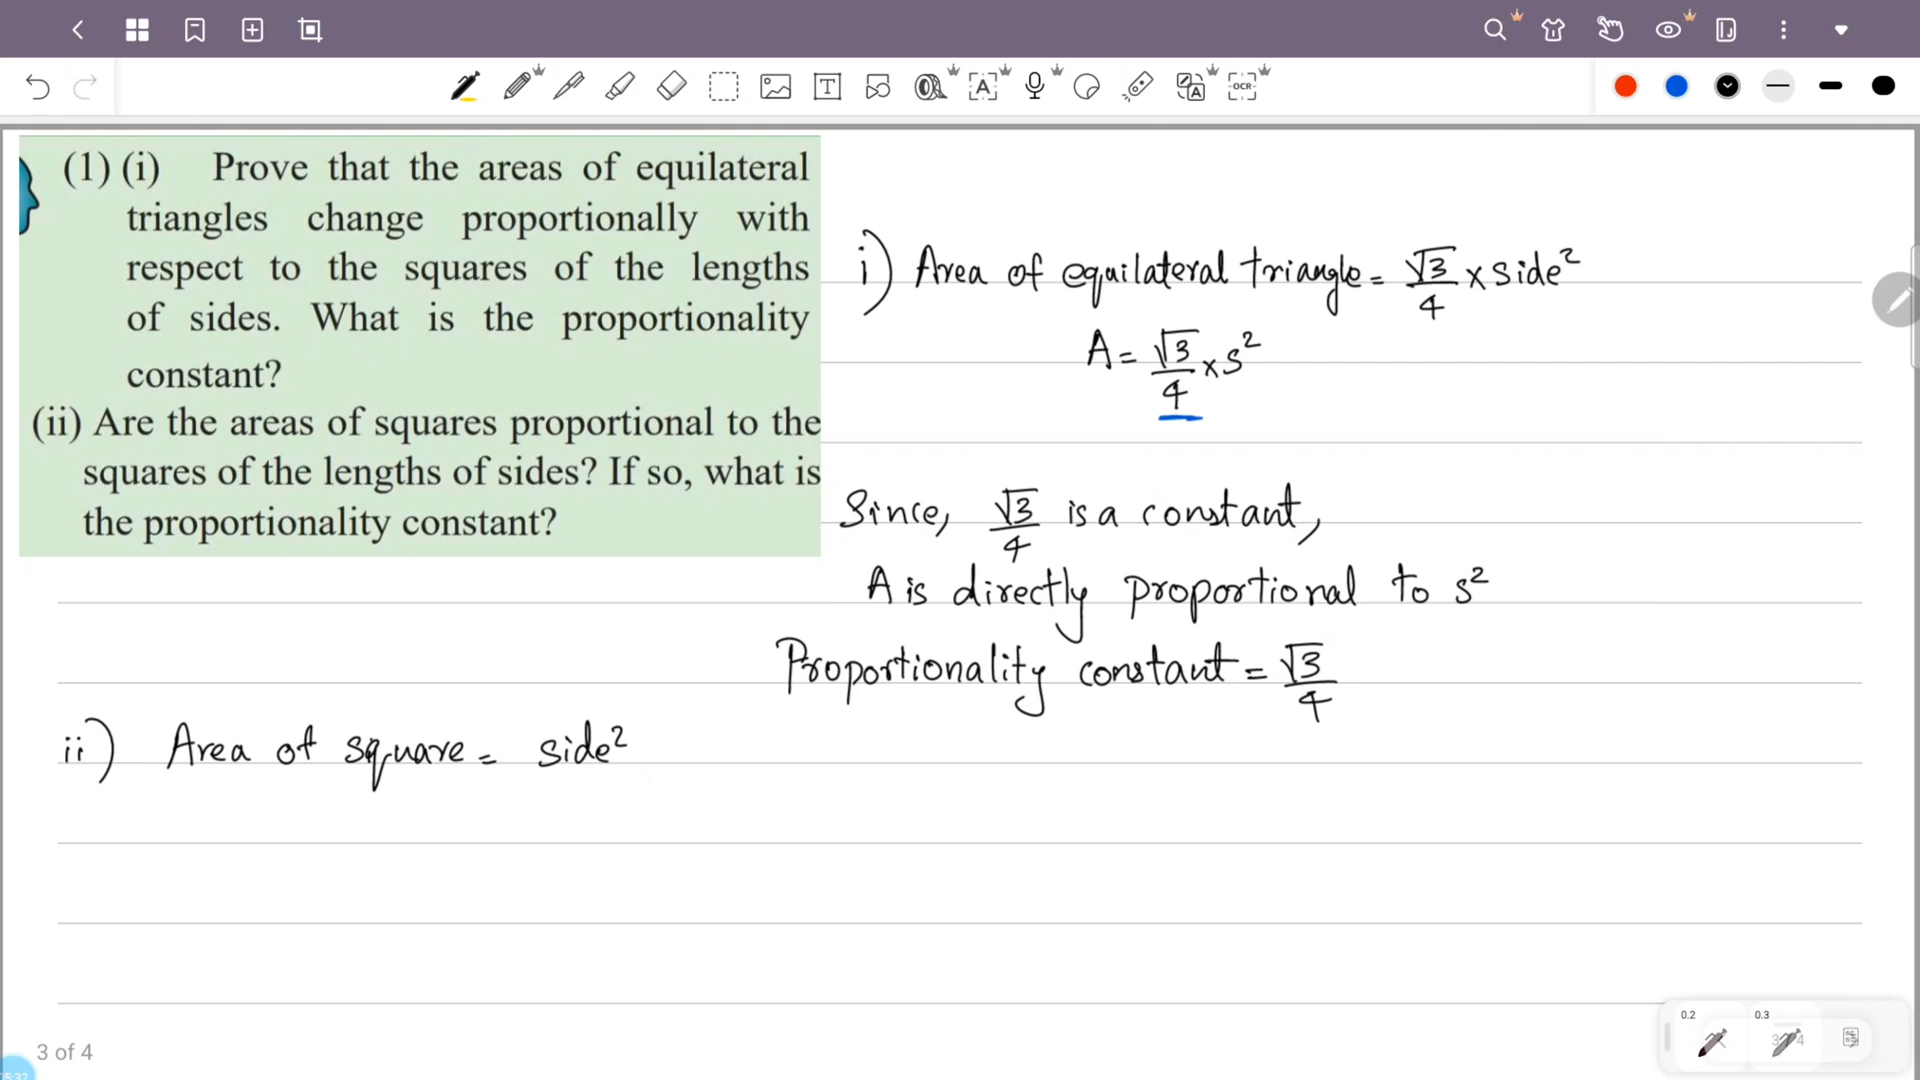 (1) (i) Prove that the areas of equilateral
triangles change proportionally with
respect to the squares of the lengths
of sides. What is the proportionality
constant?
(ii) Are the areas of squares proportional to the
squares of the lengths of sides? If so, what is
the proportionality constant?
i) Area of equilateral triangle = √3/4 × side²
A = √3/4 × s²
Since, √3/4 is a constant,
A is directly proportional to s²
Proportionality constant = √3/4
ii) Area of square = side²
3 of 4
0.2
0.3